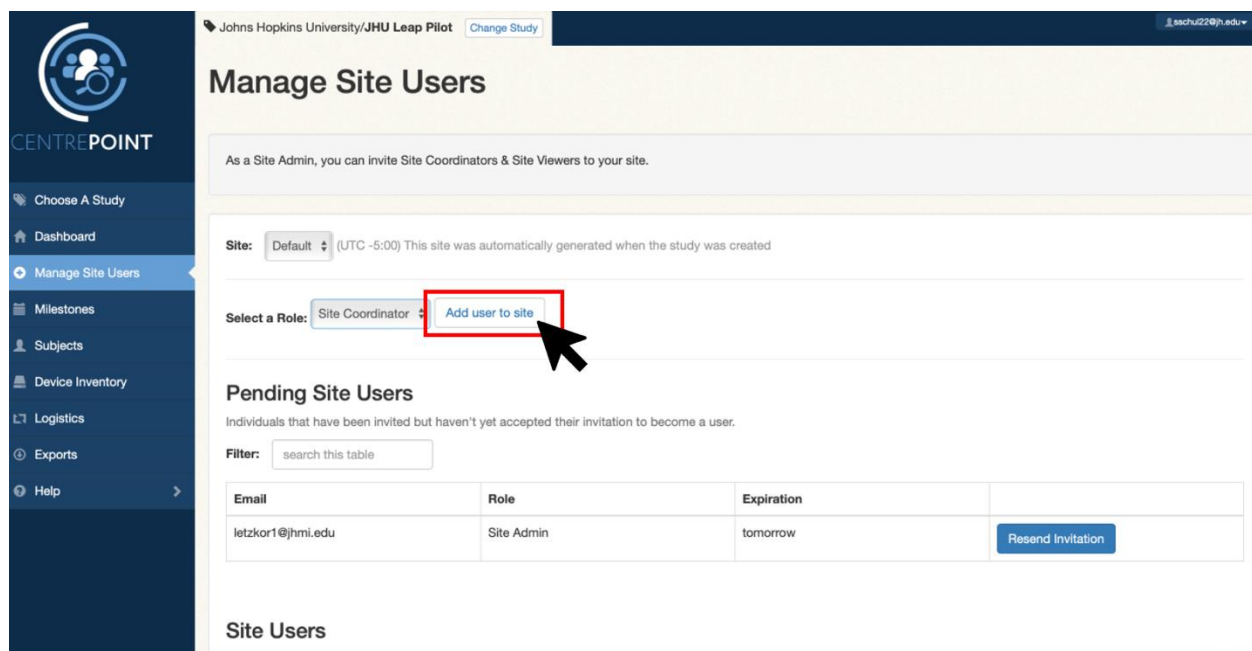 Johns Hopkins University/JHU Leap Pilot Change Study
sschul22@jh.edu
CENTREPOINT
Choose A Study
Dashboard
Manage Site Users
Milestones
Subjects
Device Inventory
Logistics
Exports
Help
Manage Site Users
As a Site Admin, you can invite Site Coordinators & Site Viewers to your site.
Site: Default (UTC -5:00) This site was automatically generated when the study was created
Select a Role: Site Coordinator Add user to site
Pending Site Users
Individuals that have been invited but haven't yet accepted their invitation to become a user.
Filter: search this table
Email Role Expiration
letzkor1@jhmi.edu Site Admin tomorrow Resend Invitation
Site Users